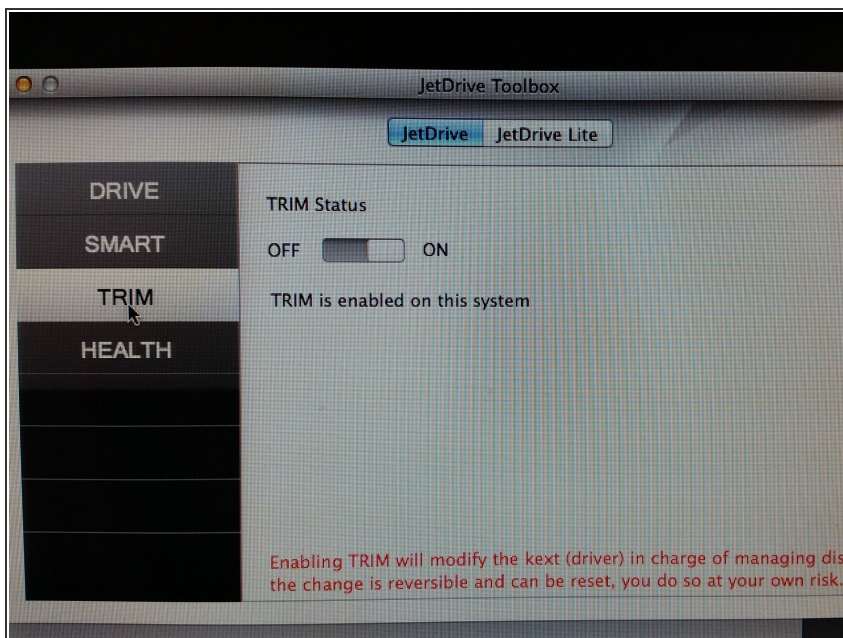 JetDrive Toolbox
JetDrive JetDrive Lite
DRIVE
SMART
TRIM
HEALTH
TRIM Status
OFF ON
TRIM is enabled on this system
Enabling TRIM will modify the kext (driver) in charge of managing
the change is reversible and can be reset, you do so at your own risk.